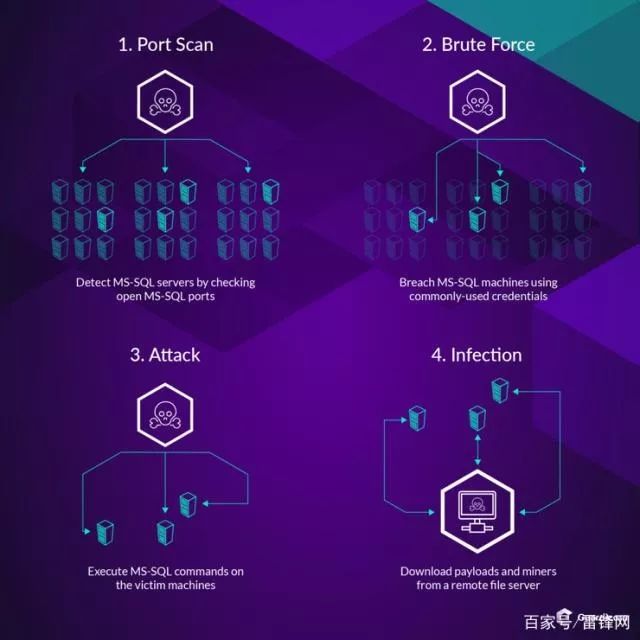 1. Port Scan
2. Brute Force
Detect MS-SQL servers by checking
open MS-SQL ports
Breach MS-SQL machines using
commonly-used credentials
3. Attack
4. Infection
Execute MS-SQL commands on
the victim machines
Download payloads and miners
from a remote file server
百家号/雷锋网